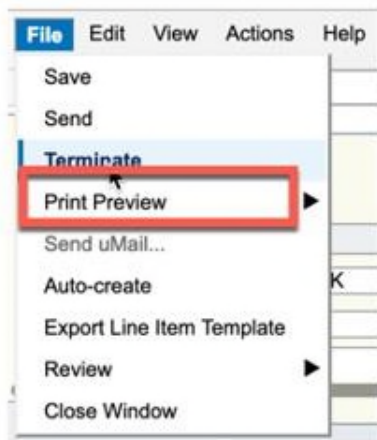 File Edit View Actions Help
Save
Send
Terminate
Print Preview
Send uMail...
Auto-create
K
Export Line Item Template
Review
Close Window